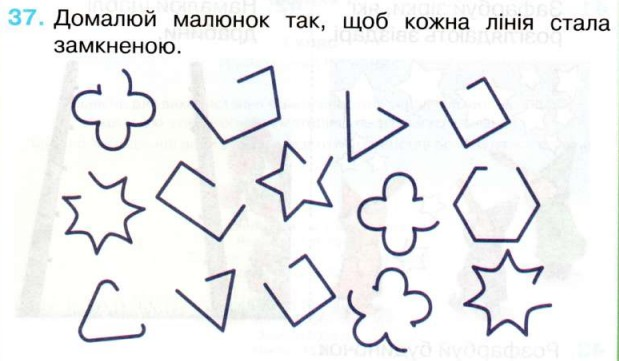 37. Домалюй малюнок так, щоб кожна лінія стала
замкненою.